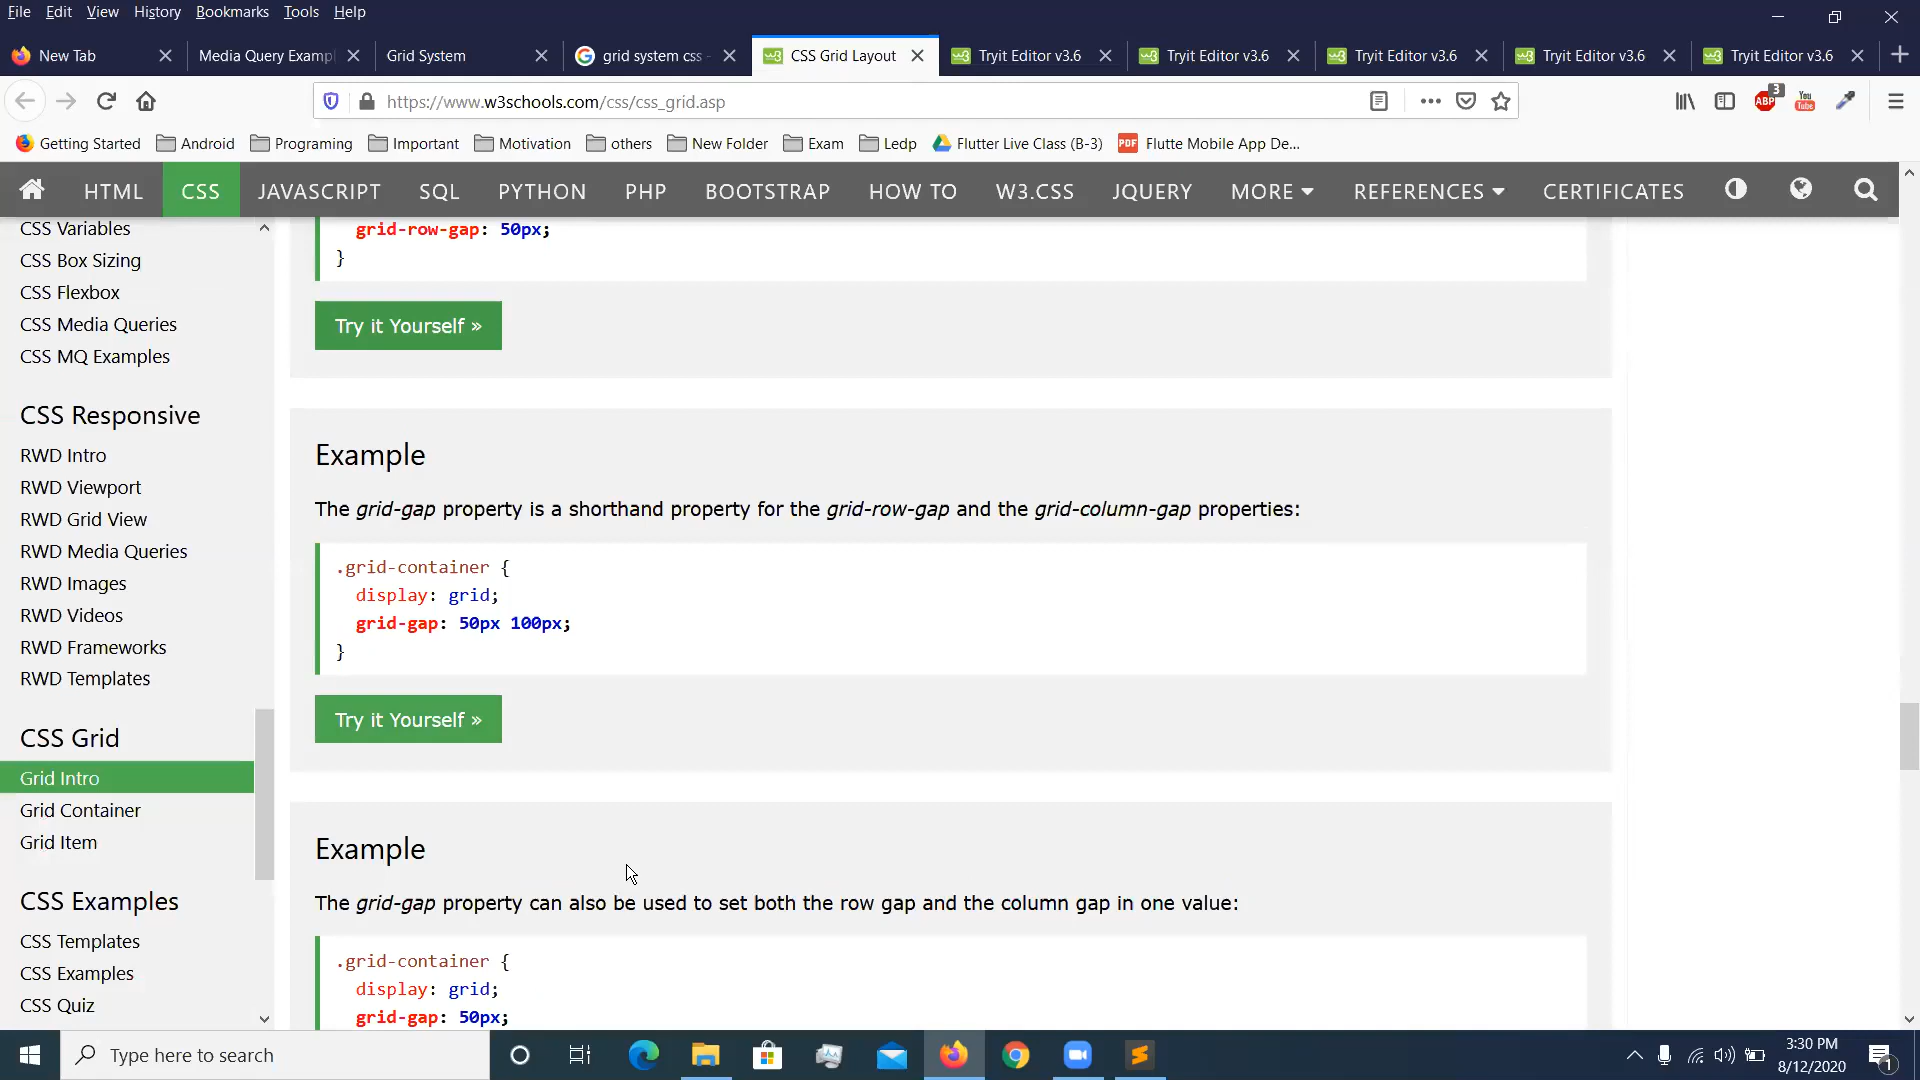 File Edit View History Bookmarks Tools Help
New Tab
Media Query Exampl
Grid System
grid system css -
CSS Grid Layout
Tryit Editor v3.6
Tryit Editor v3.6
Tryit Editor v3.6
Tryit Editor v3.6
Tryit Editor v3.6
https://www.w3schools.com/css/css_grid.asp
ABP
3
You Tube
Getting Started
Android
Programing
Important
Motivation
others
New Folder
Exam
Ledp
Flutter Live Class (B-3)
PDF
Flutte Mobile App De...
HTML CSS JAVASCRIPT SQL PYTHON PHP BOOTSTRAP HOW TO W3.CSS JQUERY MORE REFERENCES CERTIFICATES
CSS Variables
CSS Box Sizing
CSS Flexbox
CSS Media Queries
CSS MQ Examples
CSS Responsive
RWD Intro
RWD Viewport
RWD Grid View
RWD Media Queries
RWD Images
RWD Videos
RWD Frameworks
RWD Templates
CSS Grid
Grid Intro
Grid Container
Grid Item
CSS Examples
CSS Templates
CSS Examples
CSS Quiz
grid-row-gap: 50px;
}
Try it Yourself »
Example
The grid-gap property is a shorthand property for the grid-row-gap and the grid-column-gap properties:
.grid-container {
display: grid;
grid-gap: 50px 100px;
}
Try it Yourself »
Example
The grid-gap property can also be used to set both the row gap and the column gap in one value:
.grid-container {
display: grid;
grid-gap: 50px;
Type here to search
3:30 PM
8/12/2020
1